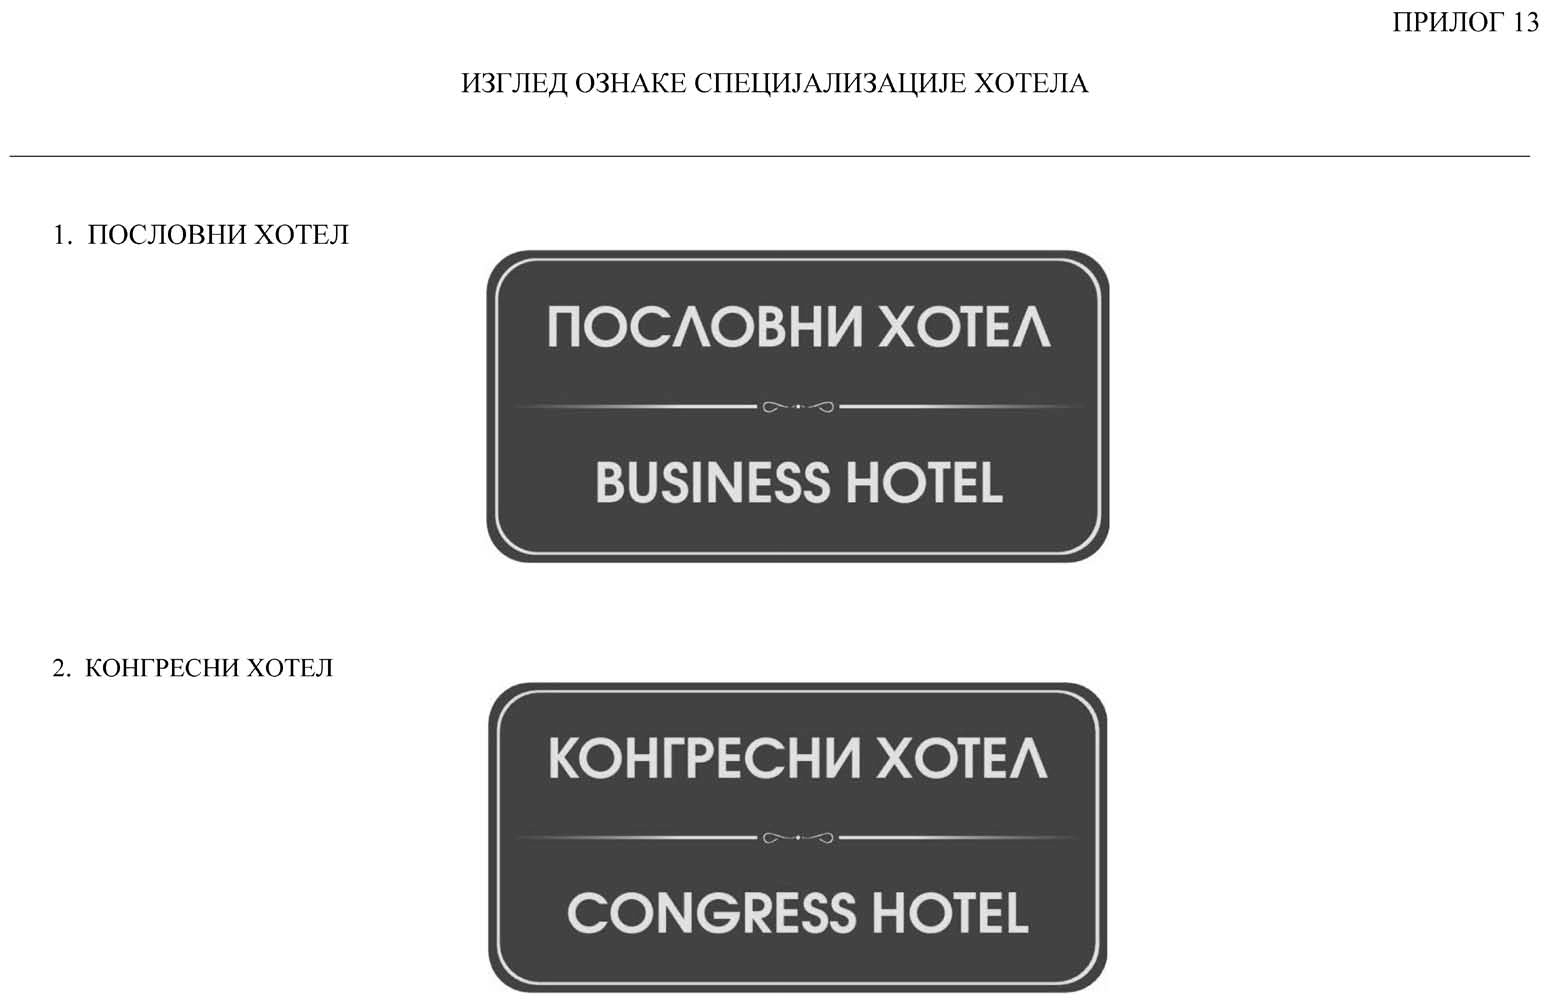 ПРИЛОГ 13
ИЗГЛЕД ОЗНАКЕ СПЕЦИЈАЛИЗАЦИЈЕ ХОТЕЛА
1. ПОСЛОВНИ ХОТЕЛ
ПОСЛОВНИ ХОТЕЛ
BUSINESS HOTEL
2. КОНГРЕСНИ ХОТЕЛ
КОНГРЕСНИ ХОТЕЛ
CONGRESS HOTEL